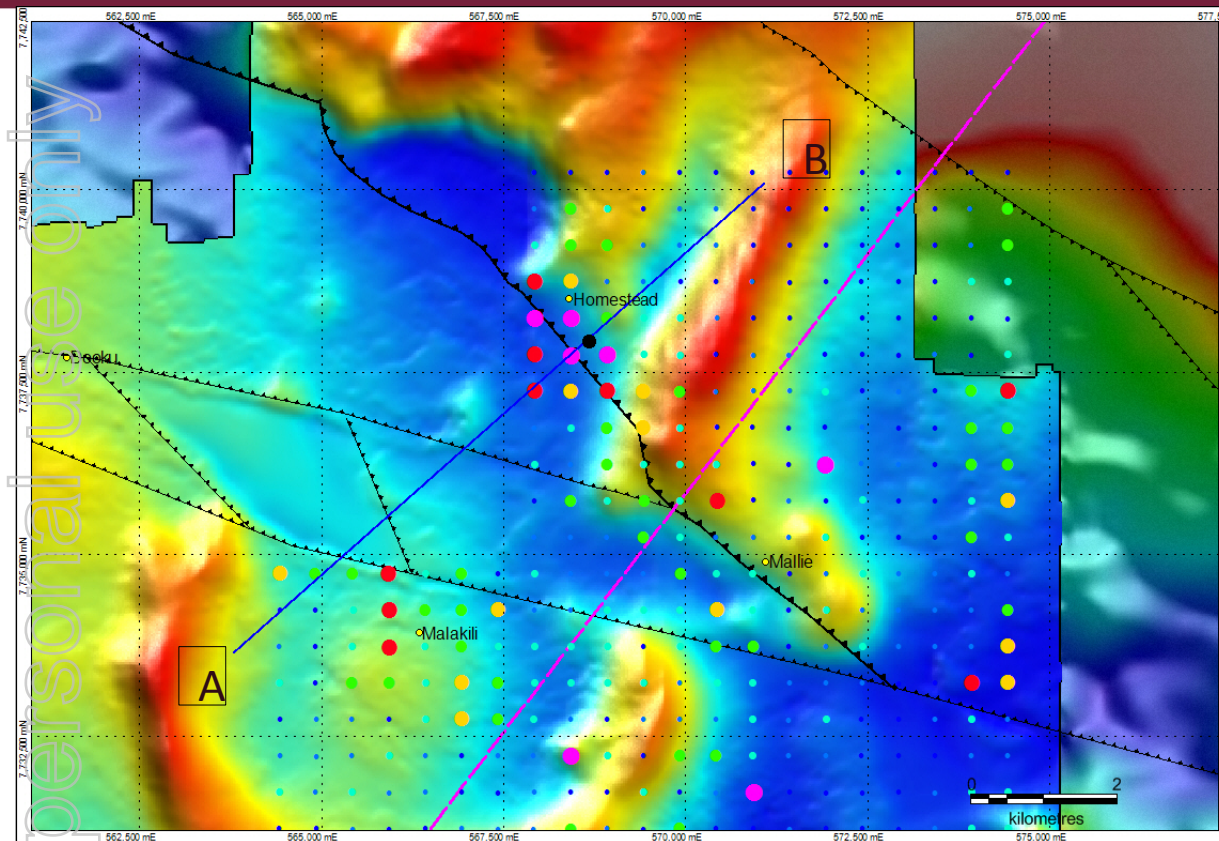 562,500 mE 565,000 mE 567,500 mE 570,000 mE 572,500 mE 575,000 mE 577,5
7,742,500
B
7,740,000 mN
Homestead
7,737,500 mN
Mallie
7,735,000 mN
Malakili
A
7,732,500 mN
0 2
kilometres
562,500 mE 565,000 mE 567,500 mE 570,000 mE 572,500 mE 575,000 mE
personal use only